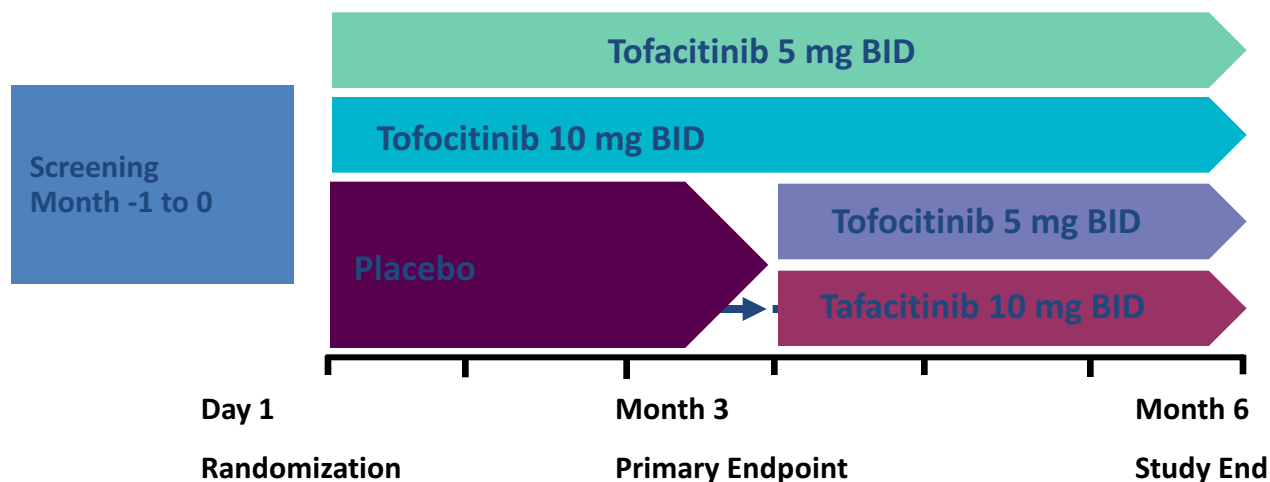 Tofacitinib 5 mg BID
Tofocitinib 10 mg BID
Screening
Month -1 to 0
Tofocitinib 5 mg BID
Placebo
Tafacitinib 10 mg BID
Day 1
Month 3
Month 6
Randomization
Primary Endpoint
Study End